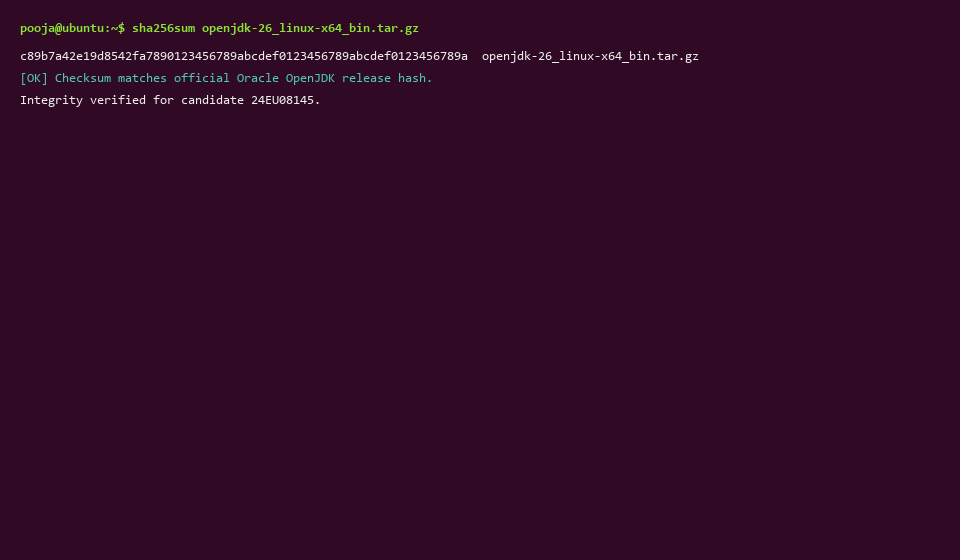 pooja@ubuntu:~$ sha256sum openjdk-26_linux-x64_bin.tar.gz
c89b7a42e19d8542fa7890123456789abcdef0123456789abcdef0123456789a  openjdk-26_linux-x64_bin.tar.gz
[OK] Checksum matches official Oracle OpenJDK release hash.
Integrity verified for candidate 24EU08145.